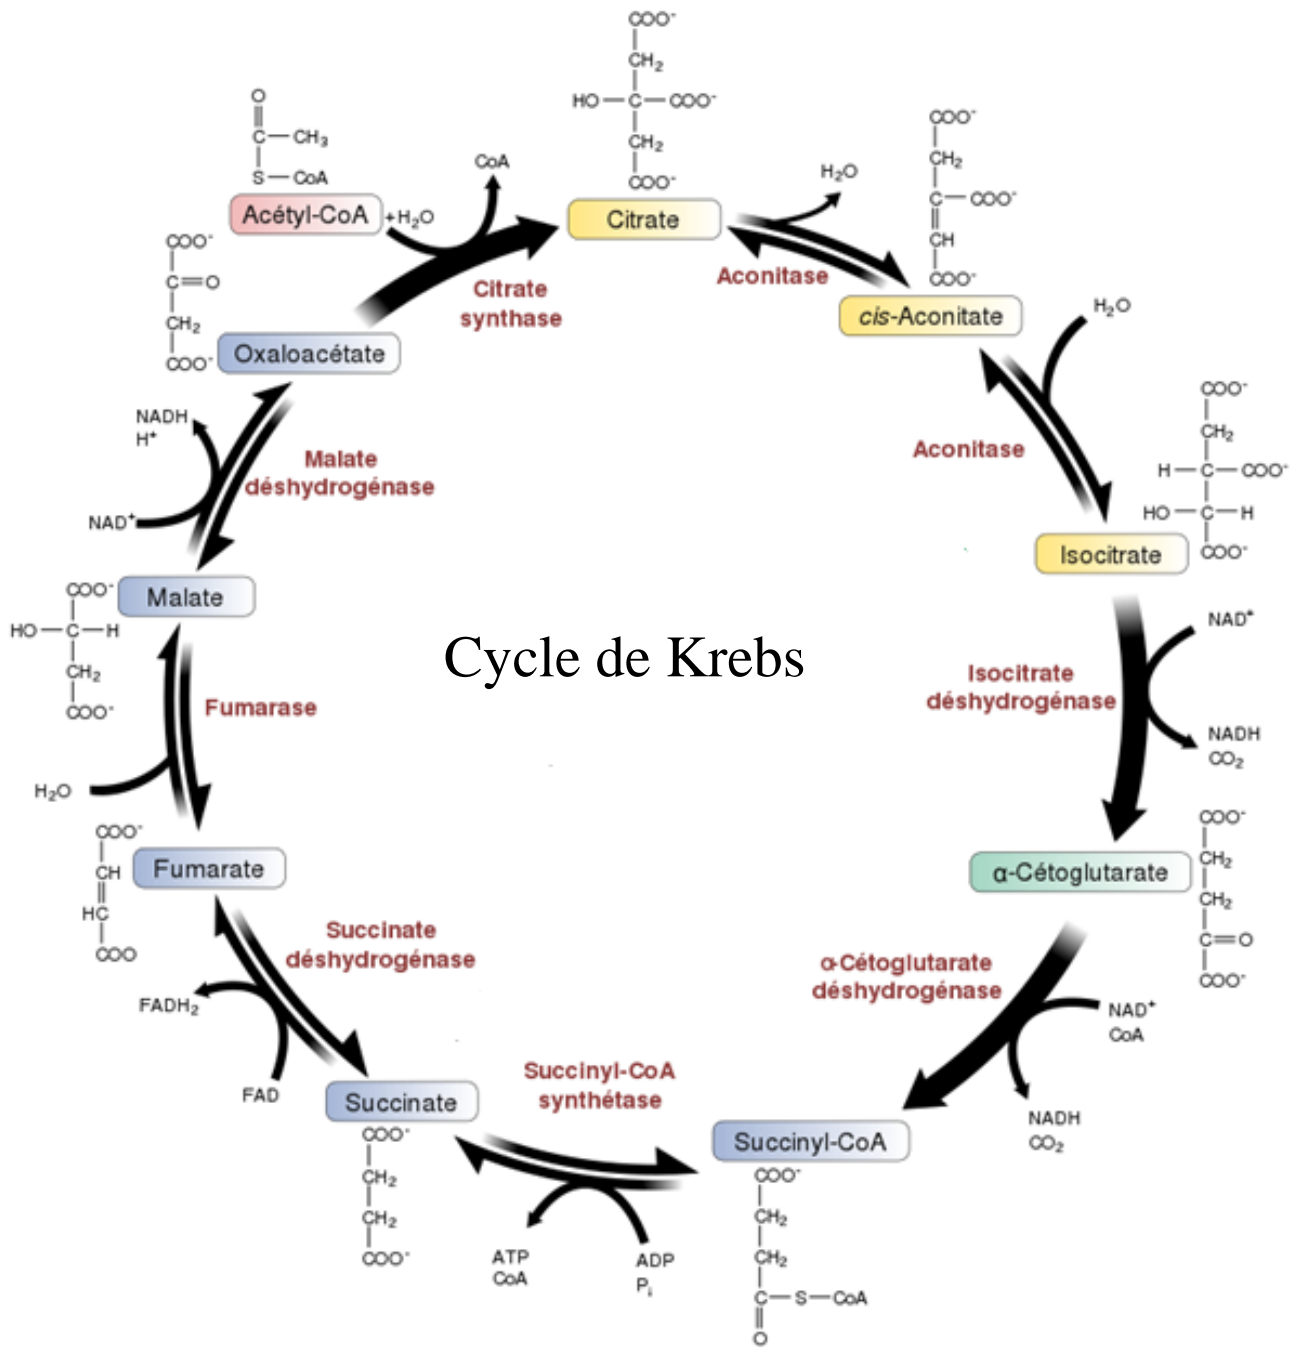 Cycle de Krebs
O
C—CH₃
S—CoA
Acétyl-CoA
+H₂O
CoA
Citrate
synthase
COO⁻
CH₂
HO—C—COO⁻
CH₂
COO⁻
Citrate
H₂O
Aconitase
COO⁻
CH₂
C—COO⁻
CH
COO⁻
cis-Aconitate
H₂O
Aconitase
COO⁻
CH₂
H—C—COO⁻
HO—C—H
COO⁻
Isocitrate
NAD⁺
Isocitrate
déshydrogénase
NADH
CO₂
α-Cétoglutarate
COO⁻
CH₂
CH₂
C=O
COO⁻
α-Cétoglutarate
déshydrogénase
NAD⁺
CoA
NADH
CO₂
Succinyl-CoA
COO⁻
CH₂
CH₂
C—S—CoA
O
Succinyl-CoA
synthétase
ADP
Pᵢ
ATP
CoA
Succinate
COO⁻
CH₂
CH₂
COO⁻
Succinate
déshydrogénase
FAD
FADH₂
Fumarate
COO⁻
CH
HC
COO
H₂O
Fumarase
Malate
COO⁻
HO—C—H
CH₂
COO⁻
NAD⁺
Malate
déshydrogénase
NADH
H⁺
Oxaloacétate
COO⁻
C=O
CH₂
COO⁻